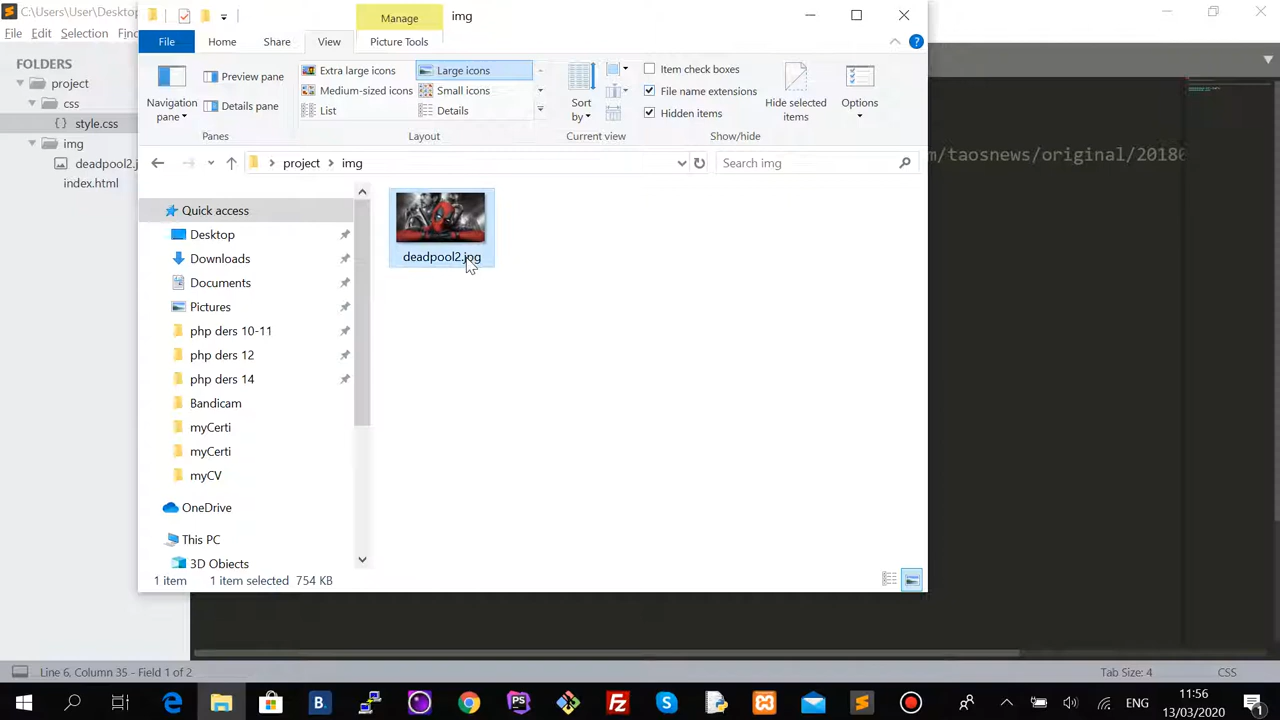 C:\Users\User\Desktop
Manage
img
File Edit Selection
File
Home
Share
View
Picture Tools
FOLDERS
project
css
style.css
img
deadpool2.j
index.html
Navigation
pane
Preview pane
Details pane
Panes
Extra large icons
Large icons
Medium-sized icons
Small icons
List
Details
Layout
Sort
by
Current view
Item check boxes
File name extensions
Hidden items
Hide selected
items
Show/hide
Options
project
img
Search img
m/taosnews/original/20180
Quick access
Desktop
Downloads
Documents
Pictures
php ders 10-11
php ders 12
php ders 14
Bandicam
myCerti
myCerti
myCV
OneDrive
This PC
3D Objects
deadpool2.jpg
1 item
1 item selected 754 KB
Line 6, Column 35 - Field 1 of 2
Tab Size: 4
CSS
ENG
11:56
13/03/2020